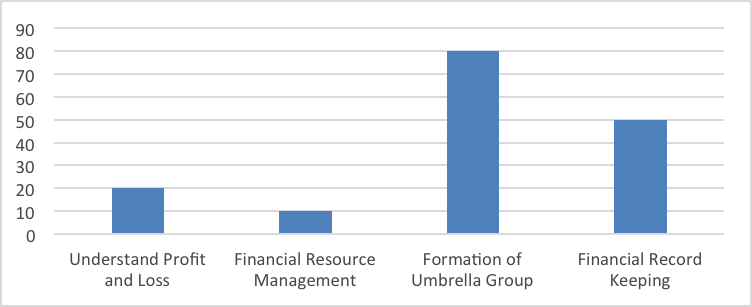 90
80
70
60
50
40
30
20
10
0
Understand Profit and Loss
Financial Resource Management
Formation of Umbrella Group
Financial Record Keeping